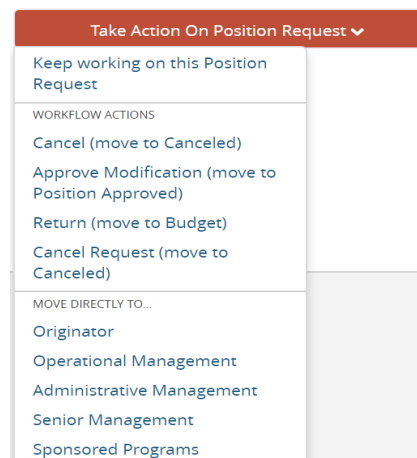 Take Action On Position Request
Keep working on this Position
Request
WORKFLOW ACTIONS
Cancel (move to Canceled)
Approve Modification (move to
Position Approved)
Return (move to Budget)
Cancel Request (move to
Canceled)
MOVE DIRECTLY TO...
Originator
Operational Management
Administrative Management
Senior Management
Sponsored Programs